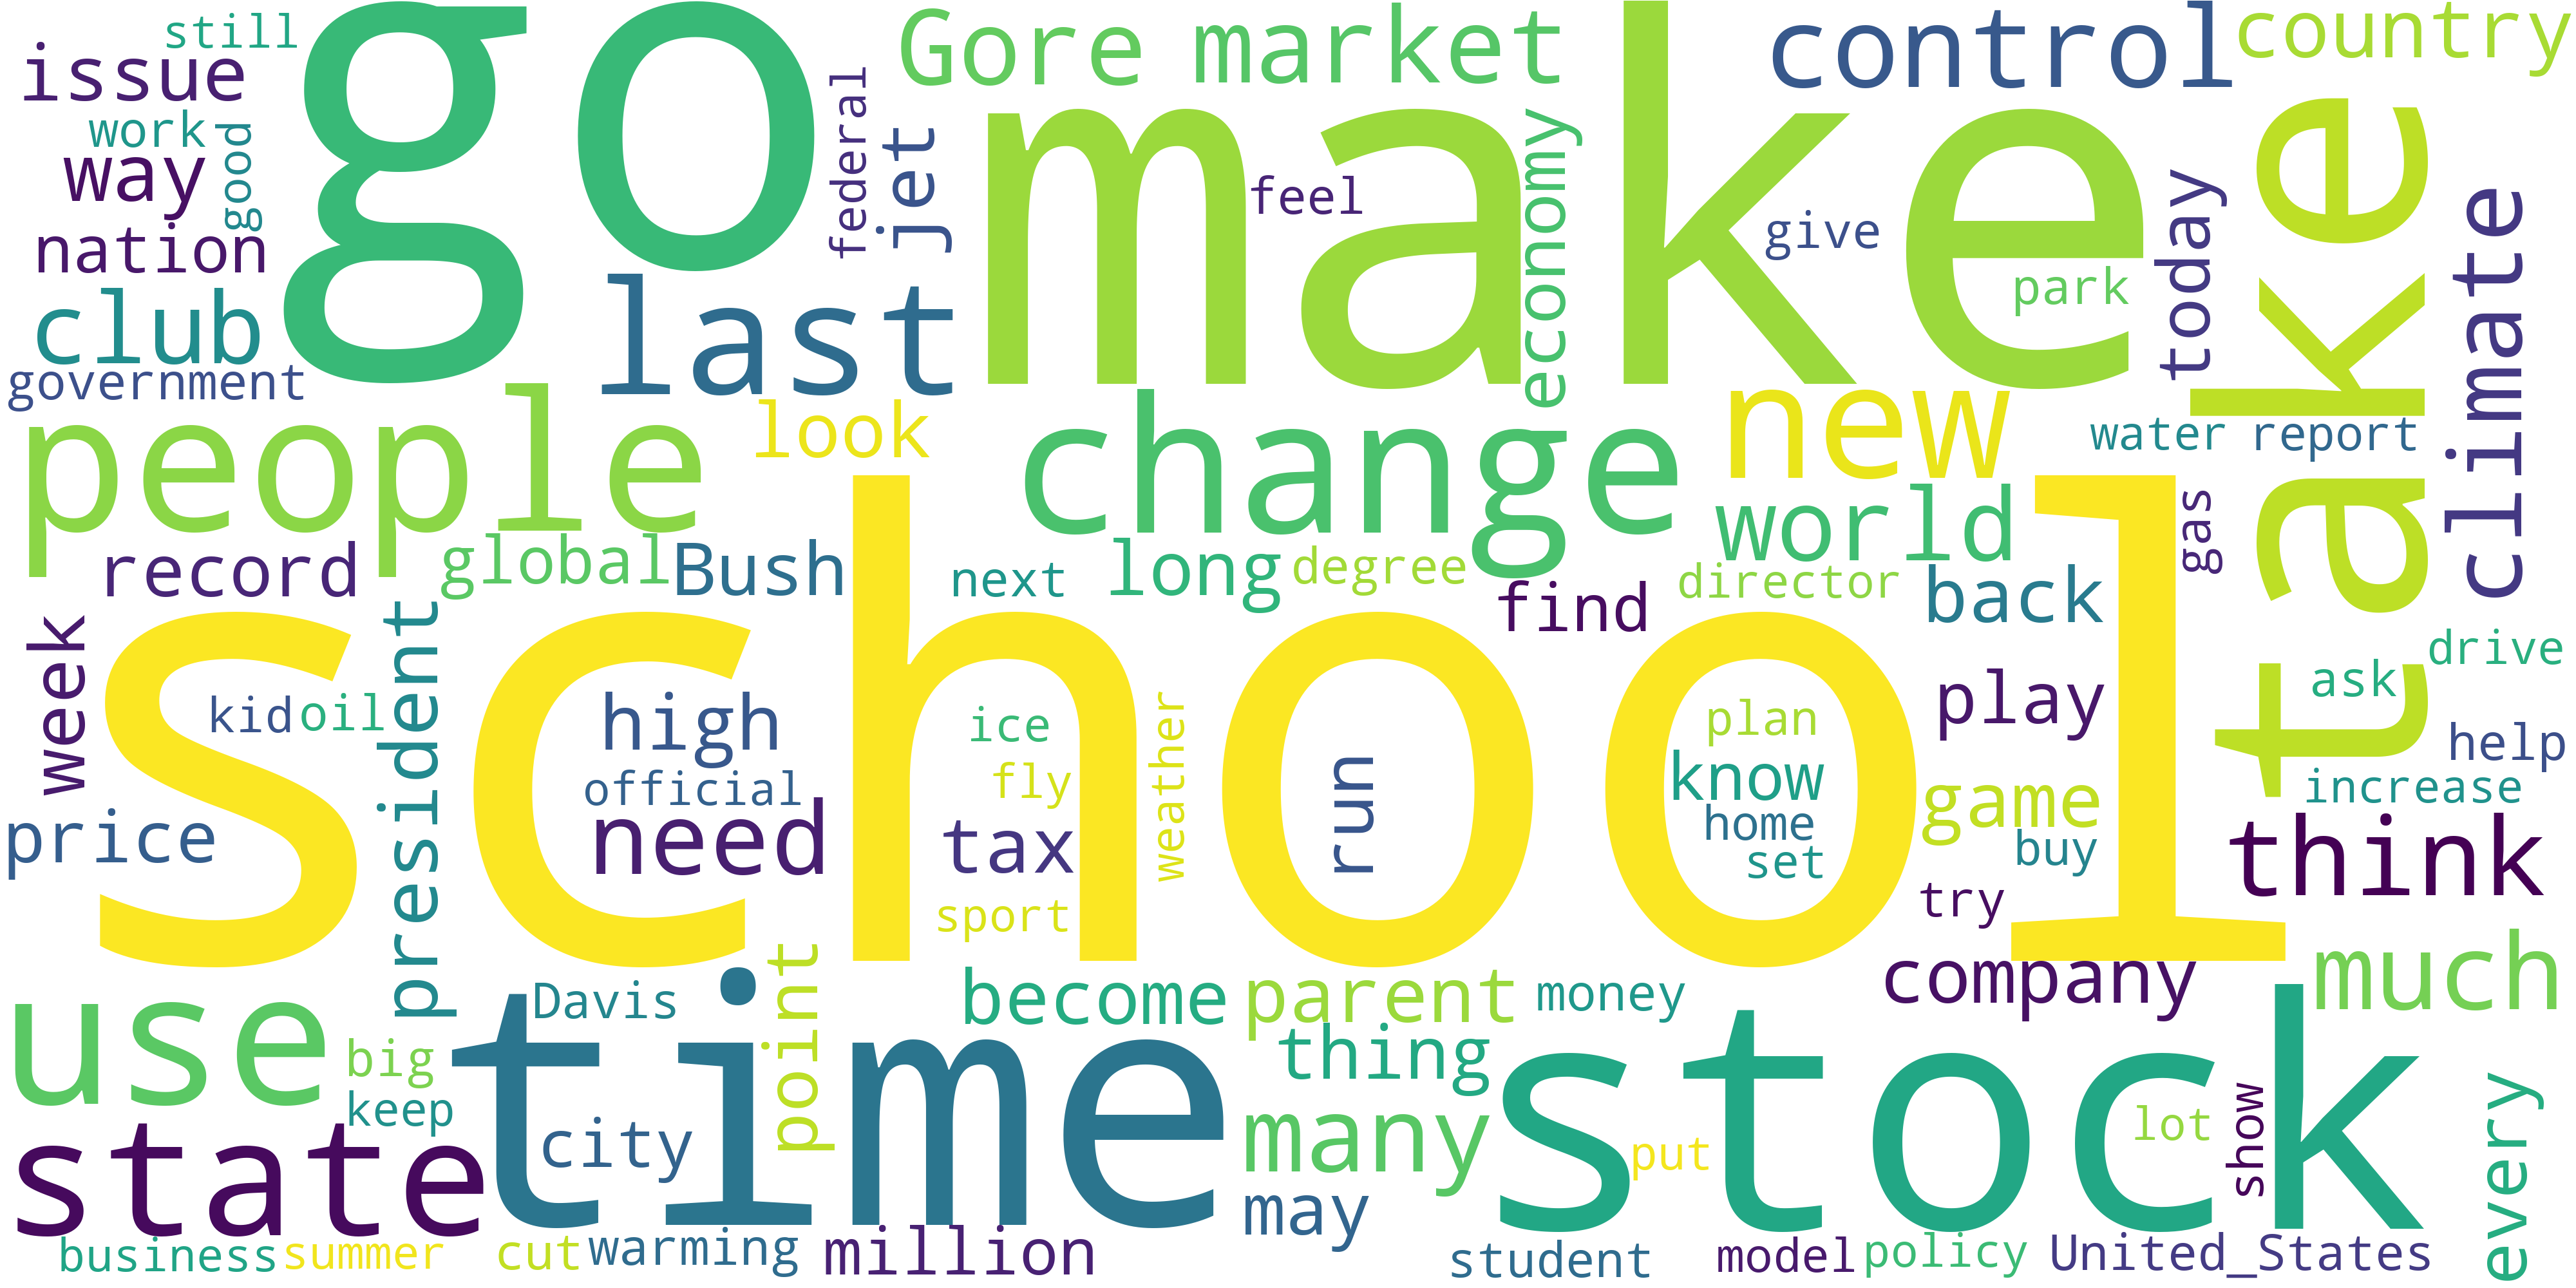 still
issue
work
good
way
nation
club
government
go
federal
jet
last
Gore market
make
feel
economy
give
park
control
country
today
take
climate
people
look
change
new
world
water report
gas
record
global
Bush
next
long
degree
find
director
back
drive
week
president
school
kid
oil
high
official
need
ice
fly
tax
sport
weather
run
plan
know
home
set
play
game
buy
try
ask
help
increase
price
think
use
Davis
point
become
parent
money
company
much
big
keep
time
thing
stock
state
city
many
put
lot
show
every
may
business
summer
cut
warming
million
student
model
policy
United_States